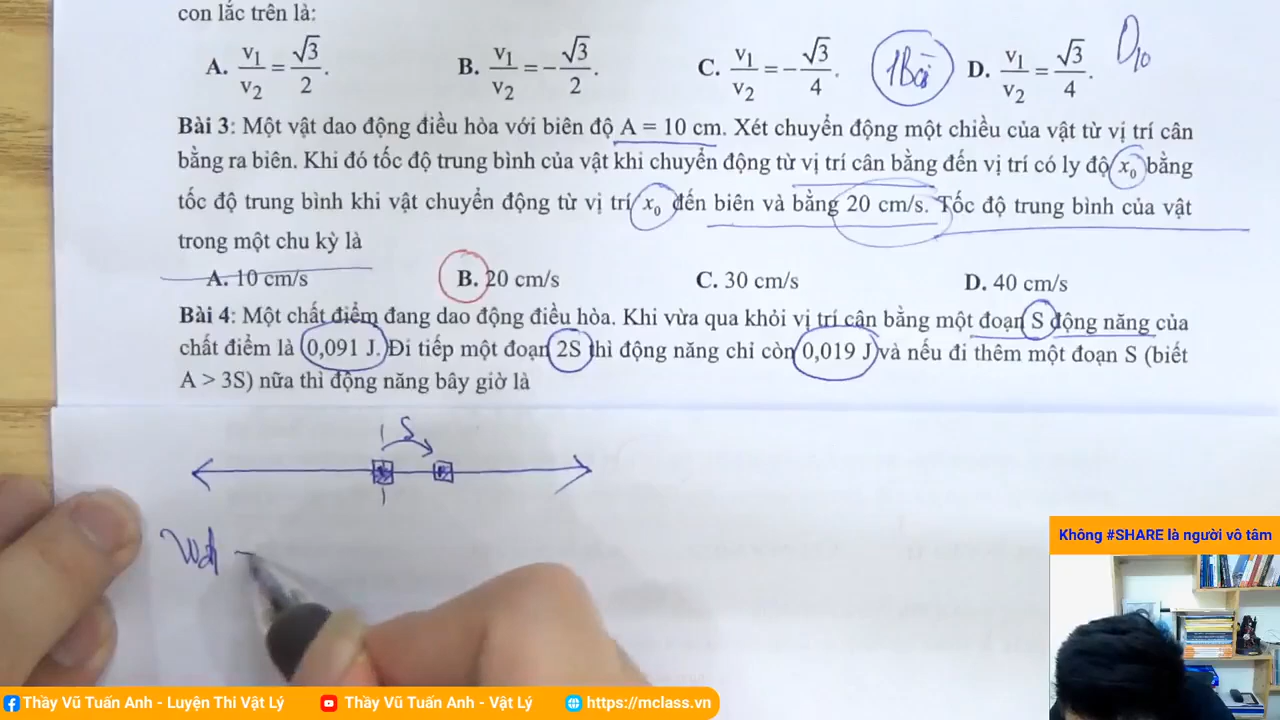 con lắc trên là:
A. v₁/v₂ = √3/2. B. v₁/v₂ = −√3/2. C. v₁/v₂ = −√3/4. D. v₁/v₂ = √3/4.
Bài 3: Một vật dao động điều hòa với biên độ A = 10 cm. Xét chuyển động một chiều của vật từ vị trí cân
bằng ra biên. Khi đó tốc độ trung bình của vật khi chuyển động từ vị trí cân bằng đến vị trí có ly độ x₀ bằng
tốc độ trung bình khi vật chuyển động từ vị trí x₀ đến biên và bằng 20 cm/s. Tốc độ trung bình của vật
trong một chu kỳ là
A. 10 cm/s B. 20 cm/s C. 30 cm/s D. 40 cm/s
Bài 4: Một chất điểm đang dao động điều hòa. Khi vừa qua khỏi vị trí cân bằng một đoạn S động năng của
chất điểm là 0,091 J. Đi tiếp một đoạn 2S thì động năng chỉ còn 0,019 J và nếu đi thêm một đoạn S (biết
A > 3S) nữa thì động năng bây giờ là
S
Wđ
Không #SHARE là người vô tâm
Thầy Vũ Tuấn Anh - Luyện Thi Vật Lý
Thầy Vũ Tuấn Anh - Vật Lý
https://mclass.vn